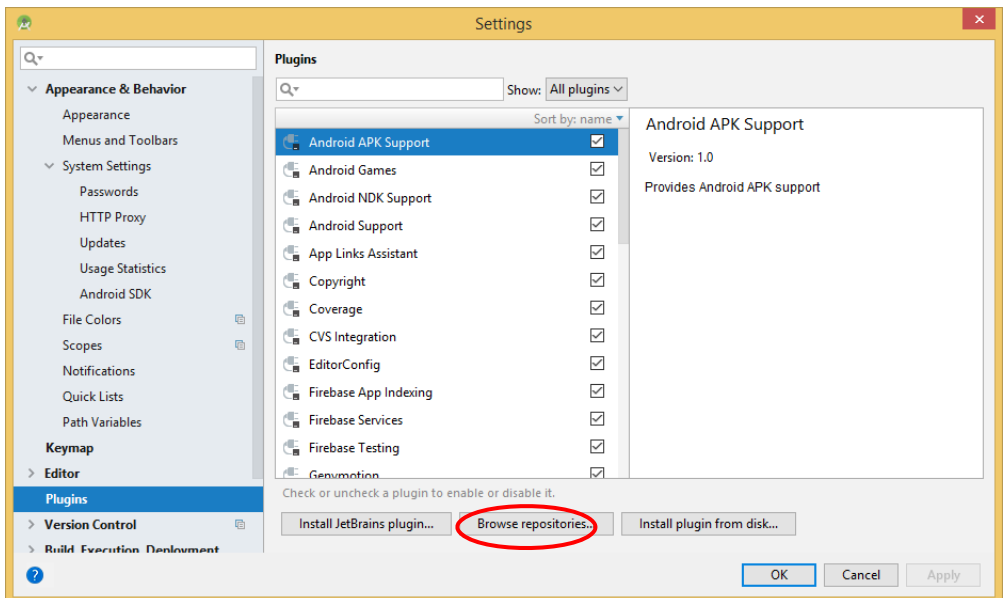 Settings
Appearance & Behavior
Appearance
Menus and Toolbars
System Settings
Passwords
HTTP Proxy
Updates
Usage Statistics
Android SDK
File Colors
Scopes
Notifications
Quick Lists
Path Variables
Keymap
Editor
Plugins
Version Control
Build, Execution, Deployment
Plugins
Show: All plugins
Sort by: name
Android APK Support
Android Games
Android NDK Support
Android Support
App Links Assistant
Copyright
Coverage
CVS Integration
EditorConfig
Firebase App Indexing
Firebase Services
Firebase Testing
Genymotion
Android APK Support
Version: 1.0
Provides Android APK support
Check or uncheck a plugin to enable or disable it.
Install JetBrains plugin... Browse repositories... Install plugin from disk...
? OK Cancel Apply